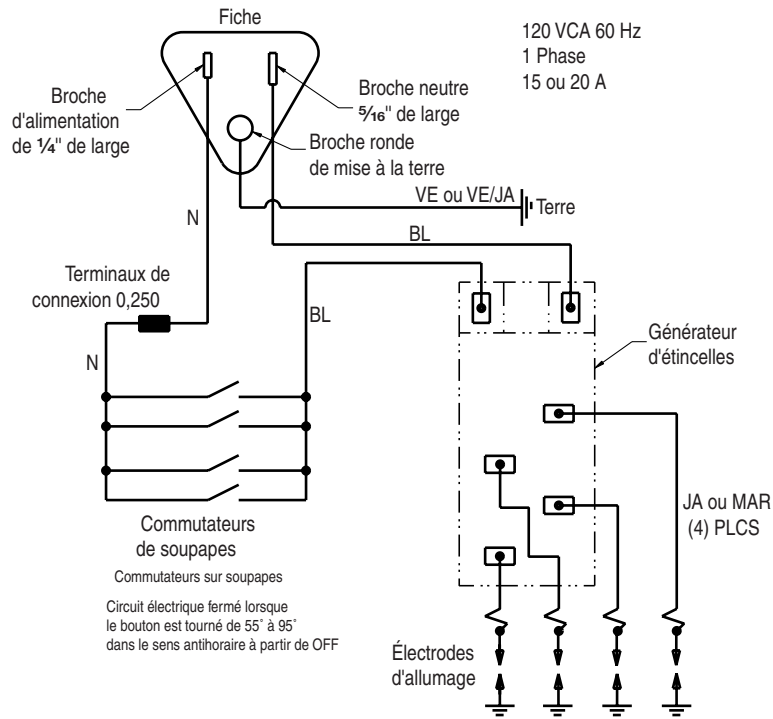 Fiche
120 VCA 60 Hz
1 Phase
15 ou 20 A
Broche
d'alimentation
de ¼" de large
Broche neutre
5⁄16" de large
Broche ronde
de mise à la terre
VE ou VE/JA
Terre
N
BL
Terminaux de
connexion 0,250
BL
N
Générateur
d'étincelles
JA ou MAR
(4) PLCS
Commutateurs
de soupapes
Commutateurs sur soupapes
Circuit électrique fermé lorsque
le bouton est tourné de 55˚ à 95˚
dans le sens antihoraire à partir de OFF
Électrodes
d'allumage